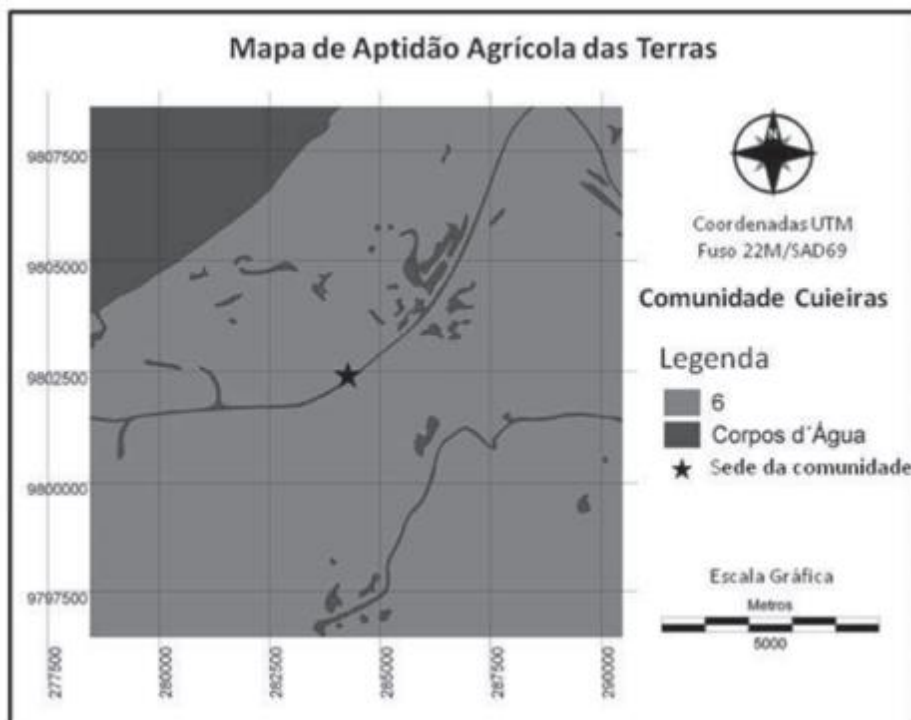 Mapa de Aptidão Agrícola das Terras
9807500
9805000
9802500
9800000
9797500
277500
280000
282500
285000
287500
290000
N
Coordenadas UTM
Fuso 22M/SAD69
Comunidade Cuieiras
Legenda
6
Corpos d´Água
Sede da comunidade
Escala Gráfica
Metros
5000